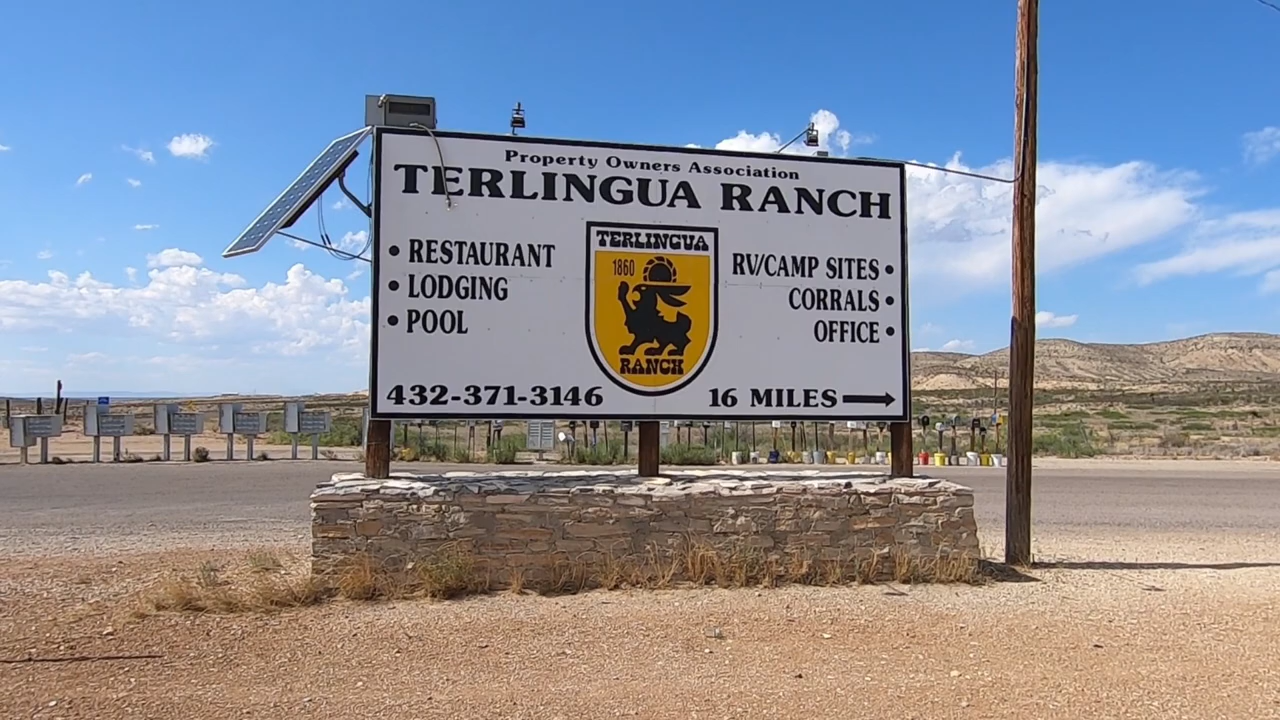 Property Owners Association
TERLINGUA RANCH
• RESTAURANT
• LODGING
• POOL
TERLINGUA
1860
RANCH
RV/CAMP SITES •
CORRALS •
OFFICE •
432-371-3146
16 MILES